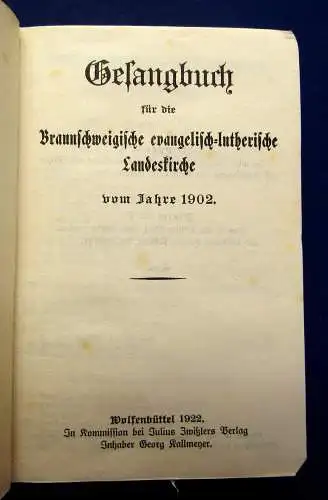 Gesangbuch
für die
Braunschweigische evangelisch-lutherische
Landeskirche
vom Jahre 1902.
Wolfenbüttel 1922.
In Kommission bei Julius Zwißlers Verlag
Inhaber Georg Kallmeyer.